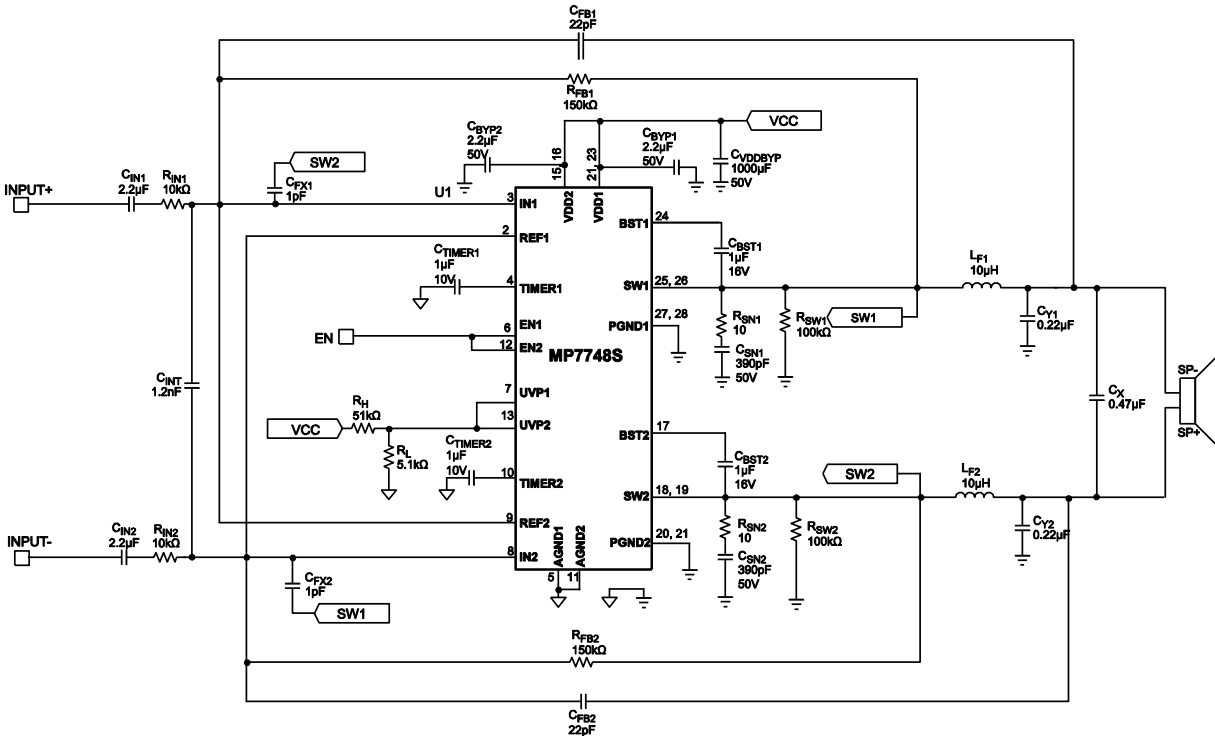 CFB1
22pF
RFB1
150kΩ
VCC
CBYP2
2.2µF
50V
15, 16
21, 23
CBYP1
2.2µF
50V
CVDDBYP
1000µF
50V
SW2
INPUT+
CIN1
2.2µF
RIN1
10kΩ
CFX1
1pF
U1
3
IN1
VDD2
VDD1
2
REF1
BST1
24
CBST1
1µF
16V
CTIMER1
1µF
10V
4
TIMER1
SW1
25, 26
LF1
10µH
EN
6
EN1
12
EN2
MP7748S
PGND1
27, 28
RSN1
10
CSN1
390pF
50V
RSW1
100kΩ
SW1
CY1
0.22µF
CINT
1.2nF
7
UVP1
13
UVP2
VCC
RH
51kΩ
RL
5.1kΩ
CX
0.47µF
SP-
SP+
BST2
17
CBST2
1µF
16V
CTIMER2
1µF
10V
10
TIMER2
SW2
18, 19
SW2
LF2
10µH
9
REF2
RSN2
10
CSN2
390pF
50V
RSW2
100kΩ
CY2
0.22µF
PGND2
20, 21
INPUT-
CIN2
2.2µF
RIN2
10kΩ
8
IN2
AGND1
AGND2
5
11
CFX2
1pF
SW1
RFB2
150kΩ
CFB2
22pF